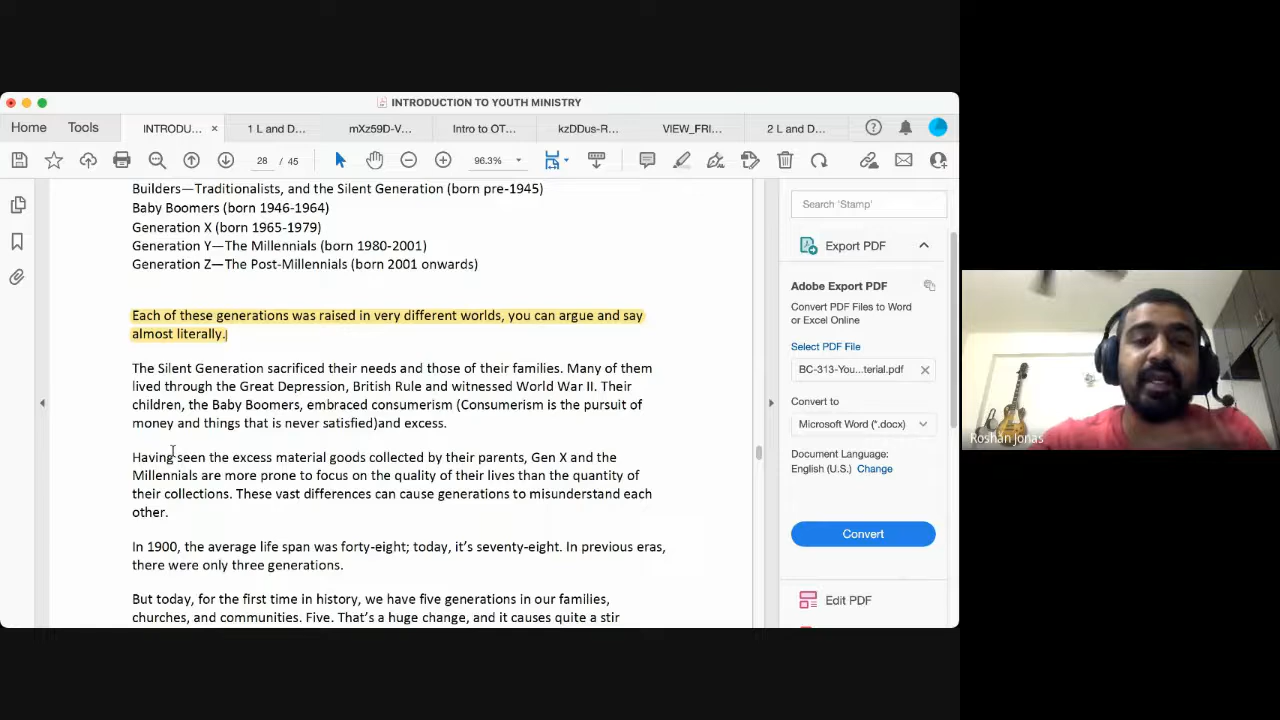 INTRODUCTION TO YOUTH MINISTRY
Home
Tools
INTRODU...
1 L and D...
mXz59D-V...
Intro to OT...
kzDDus-R...
VIEW_FRI...
2 L and D...
28 / 45
96.3%
Builders—Traditionalists, and the Silent Generation (born pre-1945)
Baby Boomers (born 1946-1964)
Generation X (born 1965-1979)
Generation Y—The Millennials (born 1980-2001)
Generation Z—The Post-Millennials (born 2001 onwards)
Each of these generations was raised in very different worlds, you can argue and say
almost literally.
The Silent Generation sacrificed their needs and those of their families. Many of them
lived through the Great Depression, British Rule and witnessed World War II. Their
children, the Baby Boomers, embraced consumerism (Consumerism is the pursuit of
money and things that is never satisfied)and excess.
Having seen the excess material goods collected by their parents, Gen X and the
Millennials are more prone to focus on the quality of their lives than the quantity of
their collections. These vast differences can cause generations to misunderstand each
other.
In 1900, the average life span was forty-eight; today, it's seventy-eight. In previous eras,
there were only three generations.
But today, for the first time in history, we have five generations in our families,
churches, and communities. Five. That's a huge change, and it causes quite a stir
Search 'Stamp'
Export PDF
Adobe Export PDF
Convert PDF Files to Word
or Excel Online
Select PDF File
BC-313-You...terial.pdf
Convert to
Microsoft Word (*.docx)
Document Language:
English (U.S.) Change
Convert
Edit PDF
Roshan Jonas